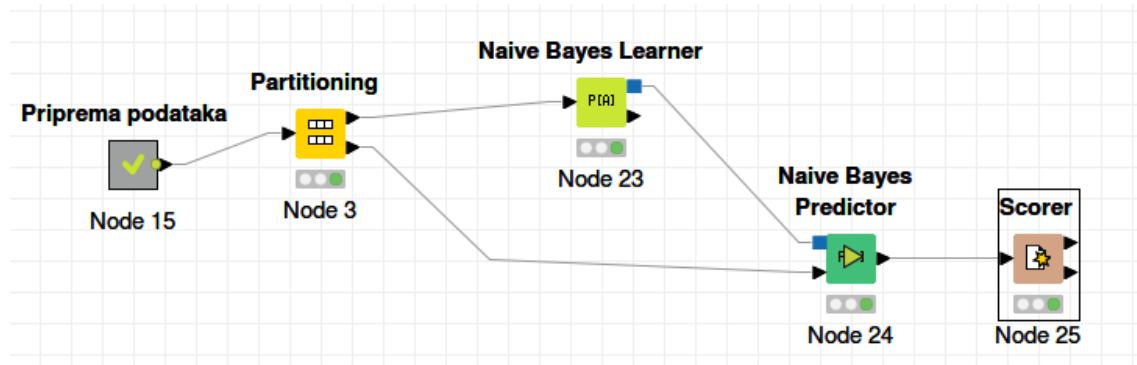 Priprema podataka
Node 15
Partitioning
Node 3
Naive Bayes Learner
P[A]
Node 23
Naive Bayes
Predictor
Node 24
Scorer
Node 25